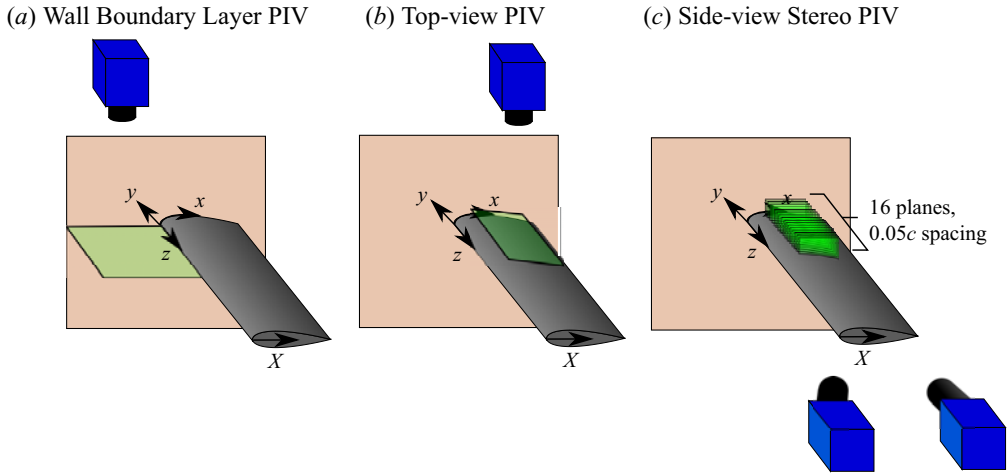 (a) Wall Boundary Layer PIV
(b) Top-view PIV
(c) Side-view Stereo PIV
y
x
z
X
y
x
z
X
y
x
z
16 planes,
0.05c spacing
X